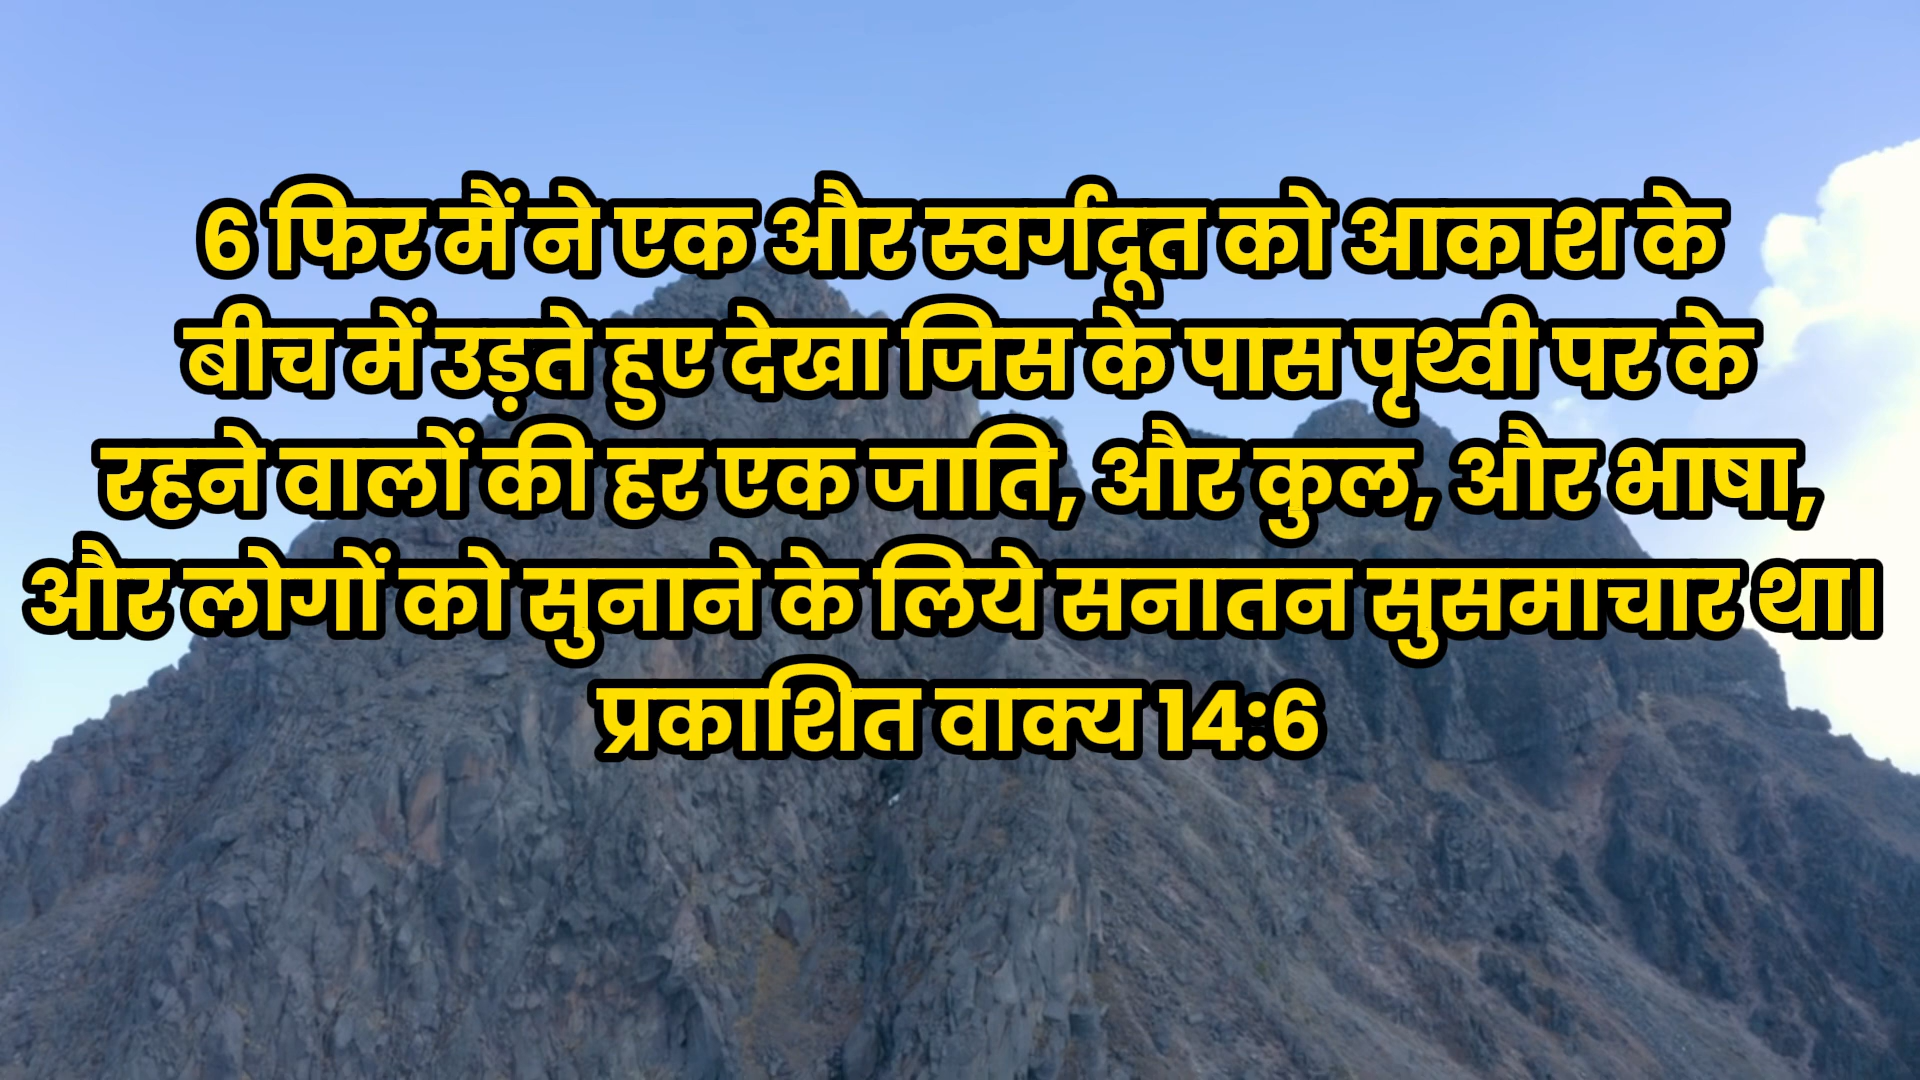 6 फिर मैं ने एक और स्वर्गदूत को आकाश के
बीच में उड़ते हुए देखा जिस के पास पृथ्वी पर के
रहने वालों की हर एक जाति, और कुल, और भाषा,
और लोगों को सुनाने के लिये सनातन सुसमाचार था।
प्रकाशित वाक्य 14:6